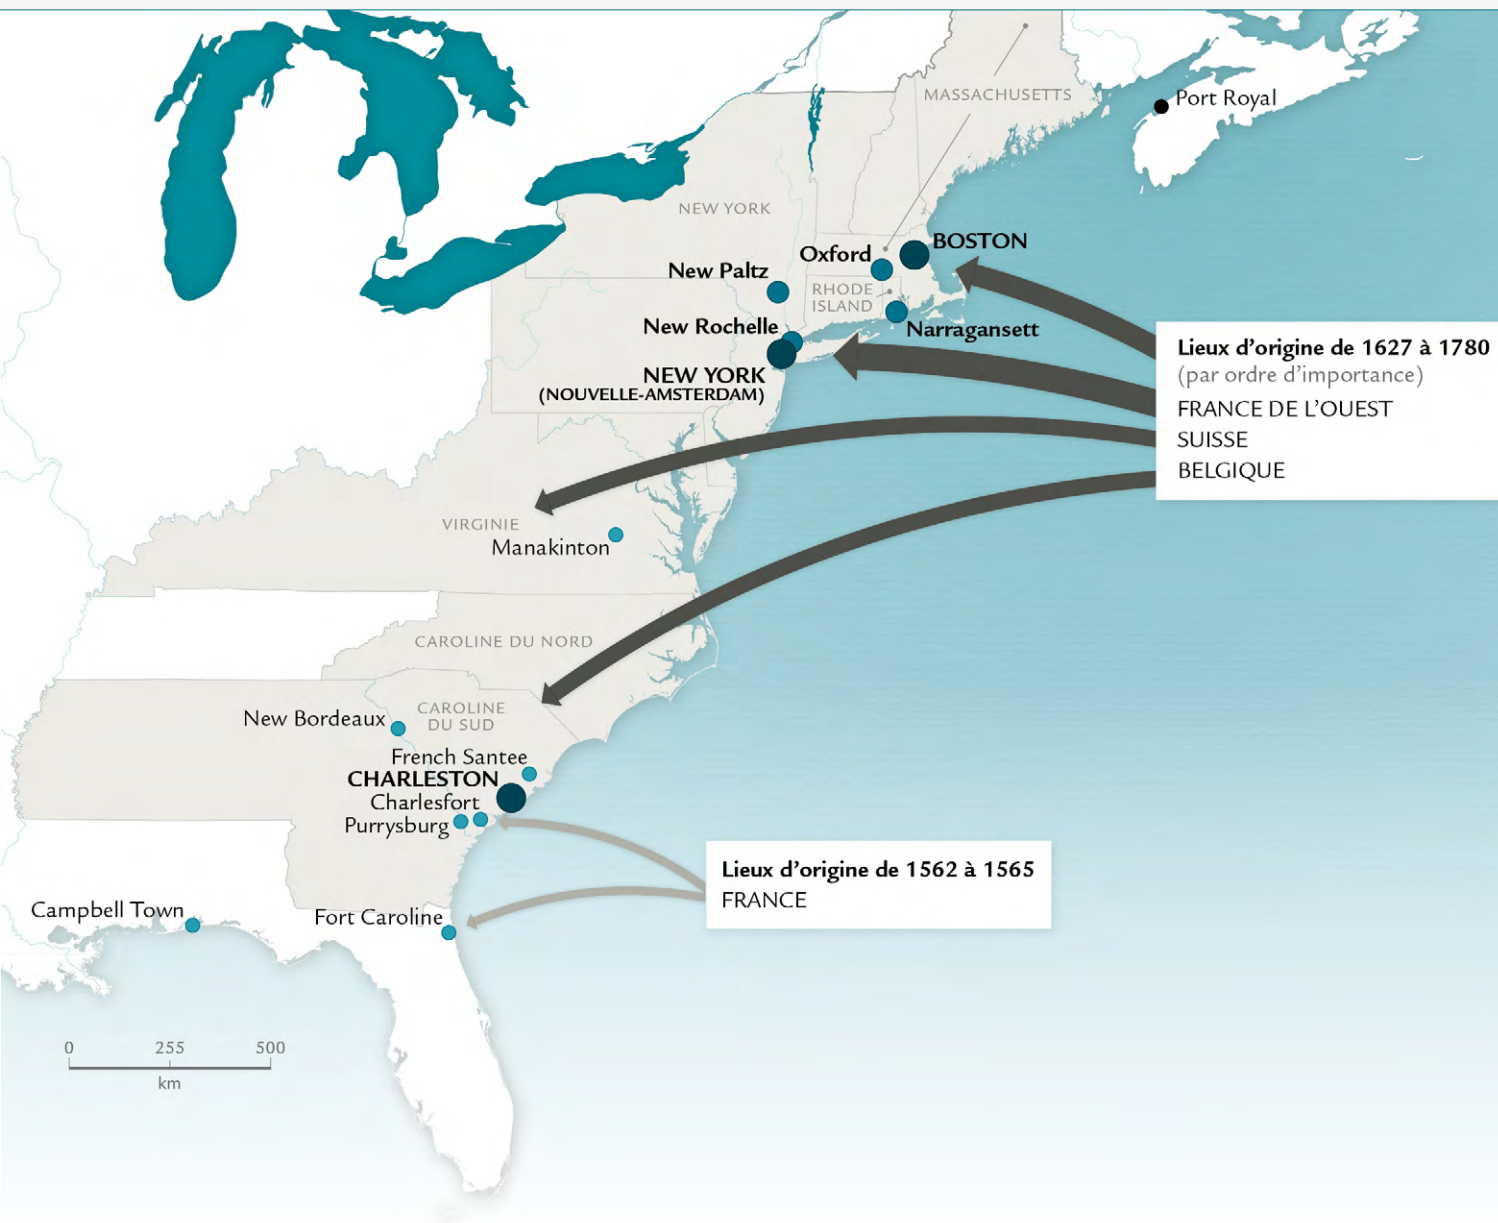 MASSACHUSETTS
Port Royal
NEW YORK
BOSTON
Oxford
New Paltz
RHODE
ISLAND
New Rochelle
Narragansett
NEW YORK
(NOUVELLE-AMSTERDAM)
Lieux d’origine de 1627 à 1780
(par ordre d’importance)
FRANCE DE L’OUEST
SUISSE
BELGIQUE
VIRGINIE
Manakinton
CAROLINE DU NORD
CAROLINE
DU SUD
New Bordeaux
French Santee
CHARLESTON
Charlesfort
Purrysburg
Lieux d’origine de 1562 à 1565
FRANCE
Campbell Town
Fort Caroline
0 255 500
km